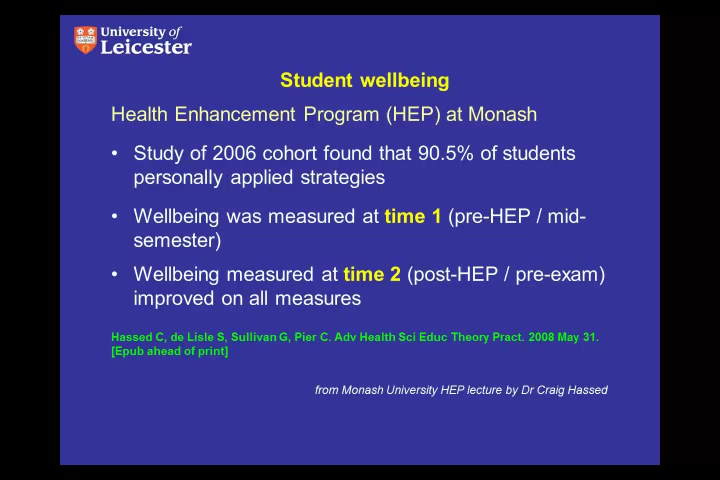 University of
Leicester
Student wellbeing
Health Enhancement Program (HEP) at Monash
• Study of 2006 cohort found that 90.5% of students
personally applied strategies
• Wellbeing was measured at time 1 (pre-HEP / mid-
semester)
• Wellbeing measured at time 2 (post-HEP / pre-exam)
improved on all measures
Hassed C, de Lisle S, Sullivan G, Pier C. Adv Health Sci Educ Theory Pract. 2008 May 31.
[Epub ahead of print]
from Monash University HEP lecture by Dr Craig Hassed